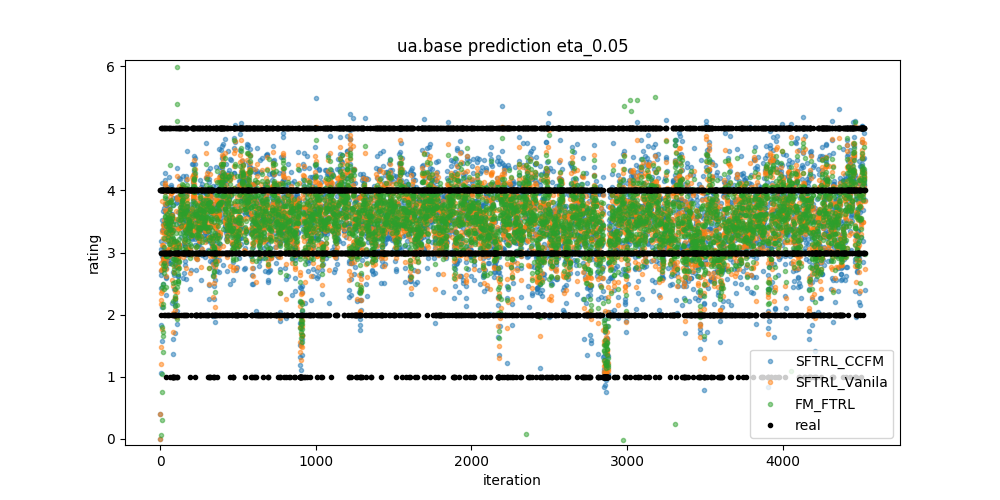 ua.base prediction eta_0.05
rating
6
5
4
3
2
1
0
0 1000 2000 3000 4000
iteration
SFTRL_CCFM
SFTRL_Vanila
FM_FTRL
real